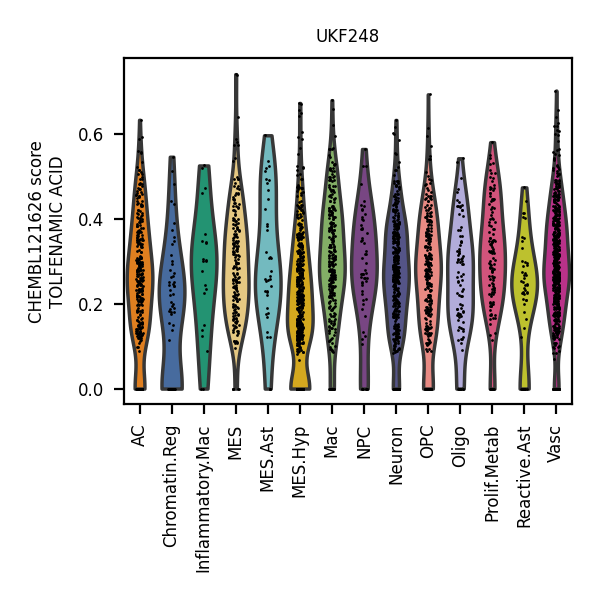 UKF248
CHEMBL121626 score
TOLFENAMIC ACID
0.6
0.4
0.2
0.0
AC
Chromatin.Reg
Inflammatory.Mac
MES
MES.Ast
MES.Hyp
Mac
NPC
Neuron
OPC
Oligo
Prolif.Metab
Reactive.Ast
Vasc